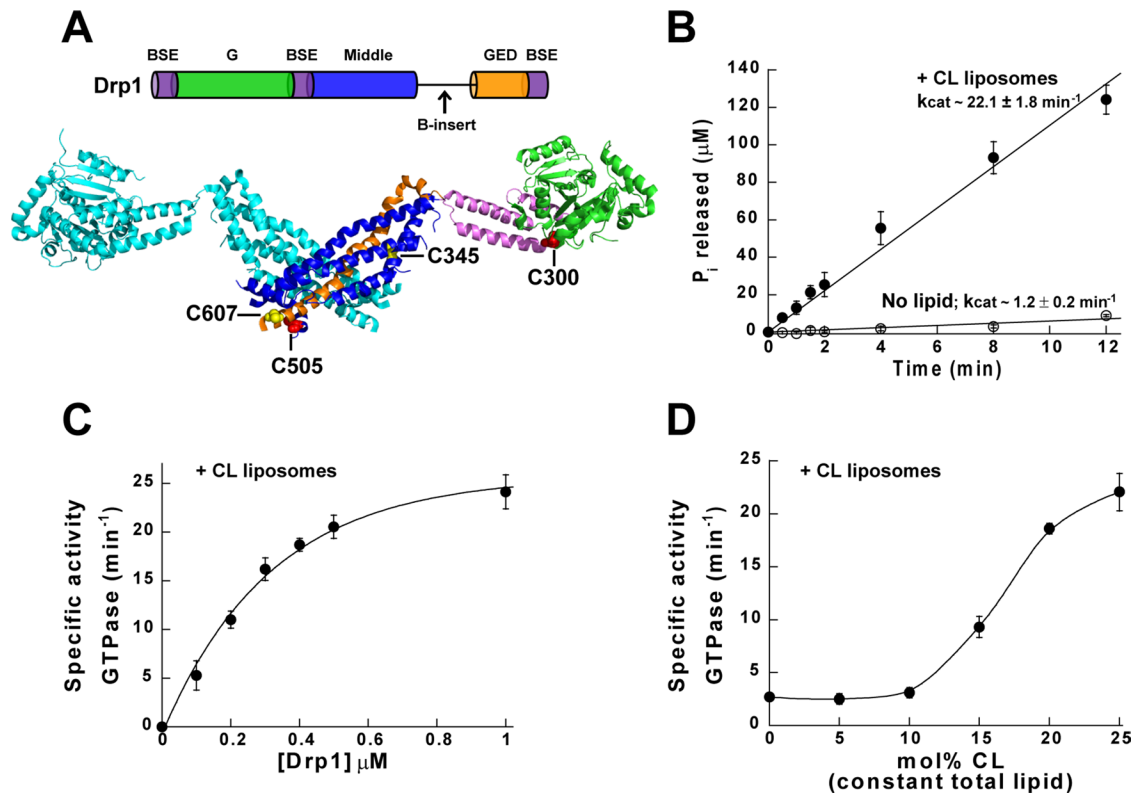 A
BSE G BSE Middle GED BSE
Drp1
B-insert
C345
C300
C607
C505
B
+ CL liposomes
kcat ~ 22.1 ± 1.8 min-1
No lipid; kcat ~ 1.2 ± 0.2 min-1
Pi released (μM)
140
120
100
80
60
40
20
0
0 2 4 6 8 10 12
Time (min)
C
+ CL liposomes
Specific activity
GTPase (min-1)
25
20
15
10
5
0
0 0.2 0.4 0.6 0.8 1
[Drp1] μM
D
+ CL liposomes
Specific activity
GTPase (min-1)
25
20
15
10
5
0
0 5 10 15 20 25
mol% CL
(constant total lipid)